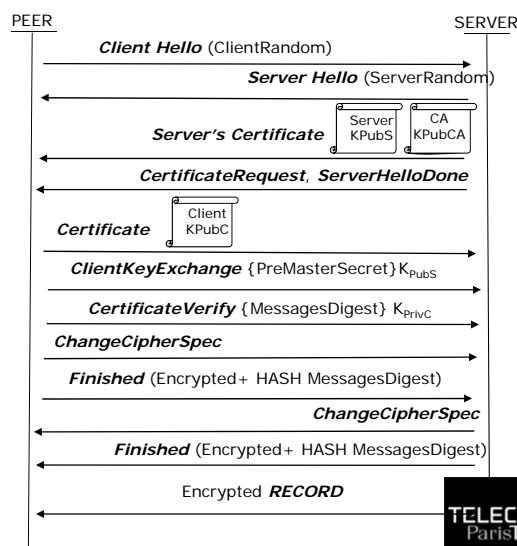 PEER
SERVER
Client Hello (ClientRandom)
Server Hello (ServerRandom)
Server's Certificate
Server
KPubS
CA
KPubCA
CertificateRequest, ServerHelloDone
Certificate
Client
KPubC
ClientKeyExchange {PreMasterSecret}KPubS
CertificateVerify {MessagesDigest} KPrivC
ChangeCipherSpec
Finished (Encrypted+ HASH MessagesDigest)
ChangeCipherSpec
Finished (Encrypted+ HASH MessagesDigest)
Encrypted RECORD
TELEC
ParisT